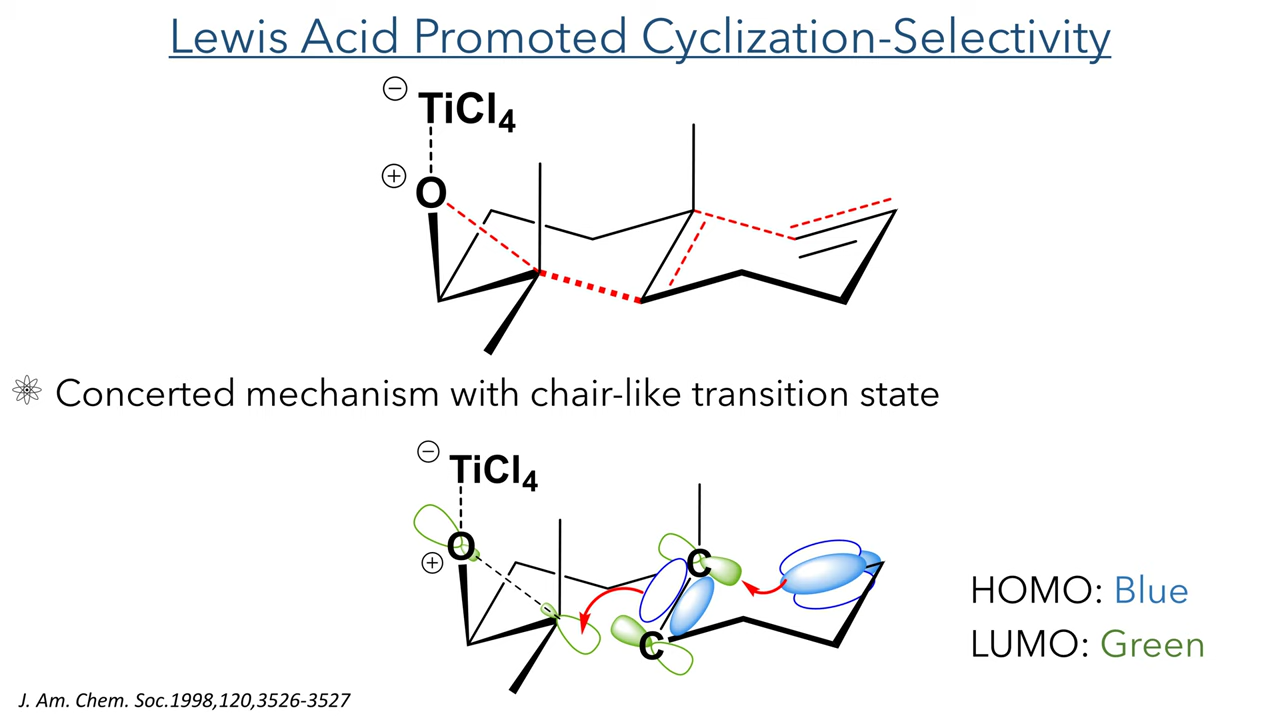 Lewis Acid Promoted Cyclization-Selectivity
⊖
TiCl4
⊕
O
Concerted mechanism with chair-like transition state
⊖
TiCl4
O
⊕
C
C
HOMO: Blue
LUMO: Green
J. Am. Chem. Soc.1998,120,3526-3527